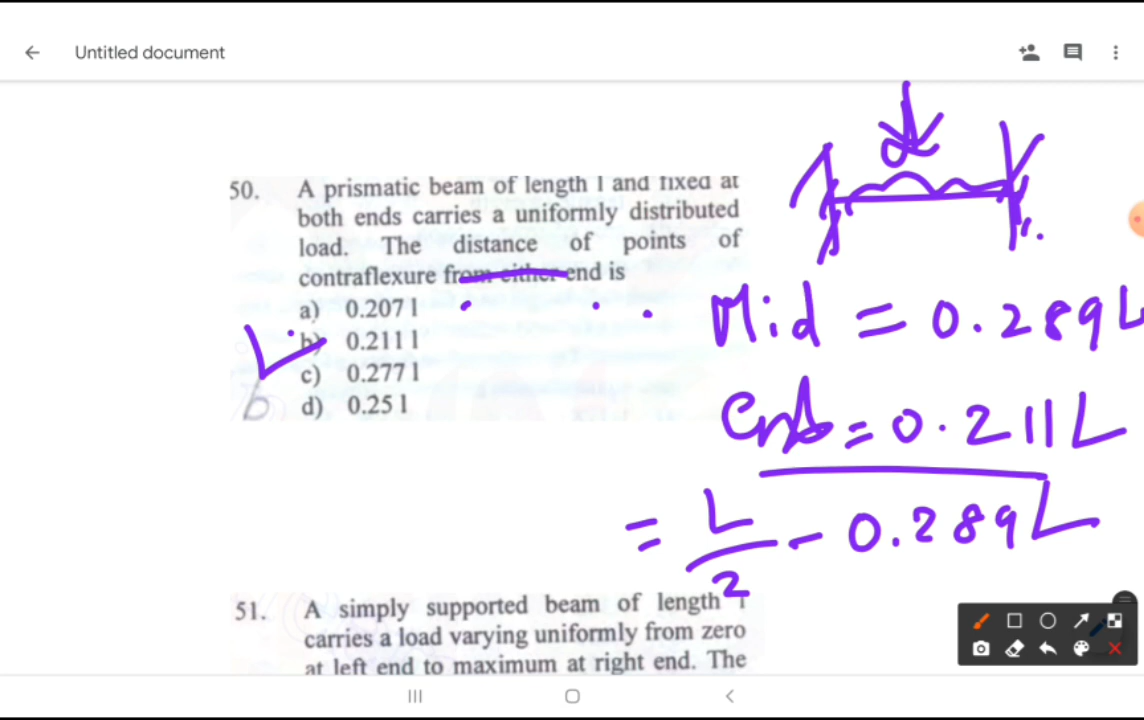 Untitled document
50. A prismatic beam of length l and fixed at
both ends carries a uniformly distributed
load. The distance of points of
contraflexure from either end is
a) 0.207 l
b) 0.211 l
c) 0.277 l
d) 0.25 l
b
Mid = 0.289L
End = 0.211L
= L/2 - 0.289L
51. A simply supported beam of length l
carries a load varying uniformly from zero
at left end to maximum at right end. The